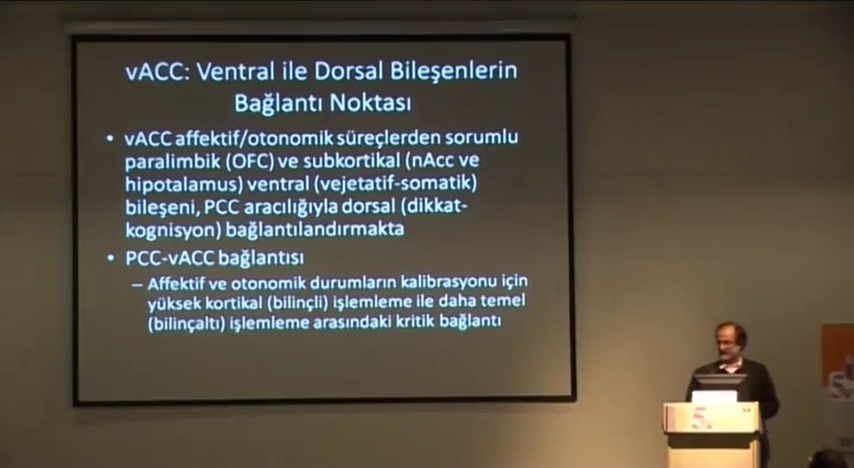 vACC: Ventral ile Dorsal Bileşenlerin
Bağlantı Noktası
• vACC affektif/otonomik süreçlerden sorumlu
paralimbik (OFC) ve subkortikal (nAcc ve
hipotalamus) ventral (vejetatif-somatik)
bileşeni, PCC aracılığıyla dorsal (dikkat-
kognisyon) bağlantılandırmakta
• PCC-vACC bağlantısı
– Affektif ve otonomik durumların kalibrasyonu için
yüksek kortikal (bilinçli) işlemleme ile daha temel
(bilinçaltı) işlemleme arasındaki kritik bağlantı
5.
5.